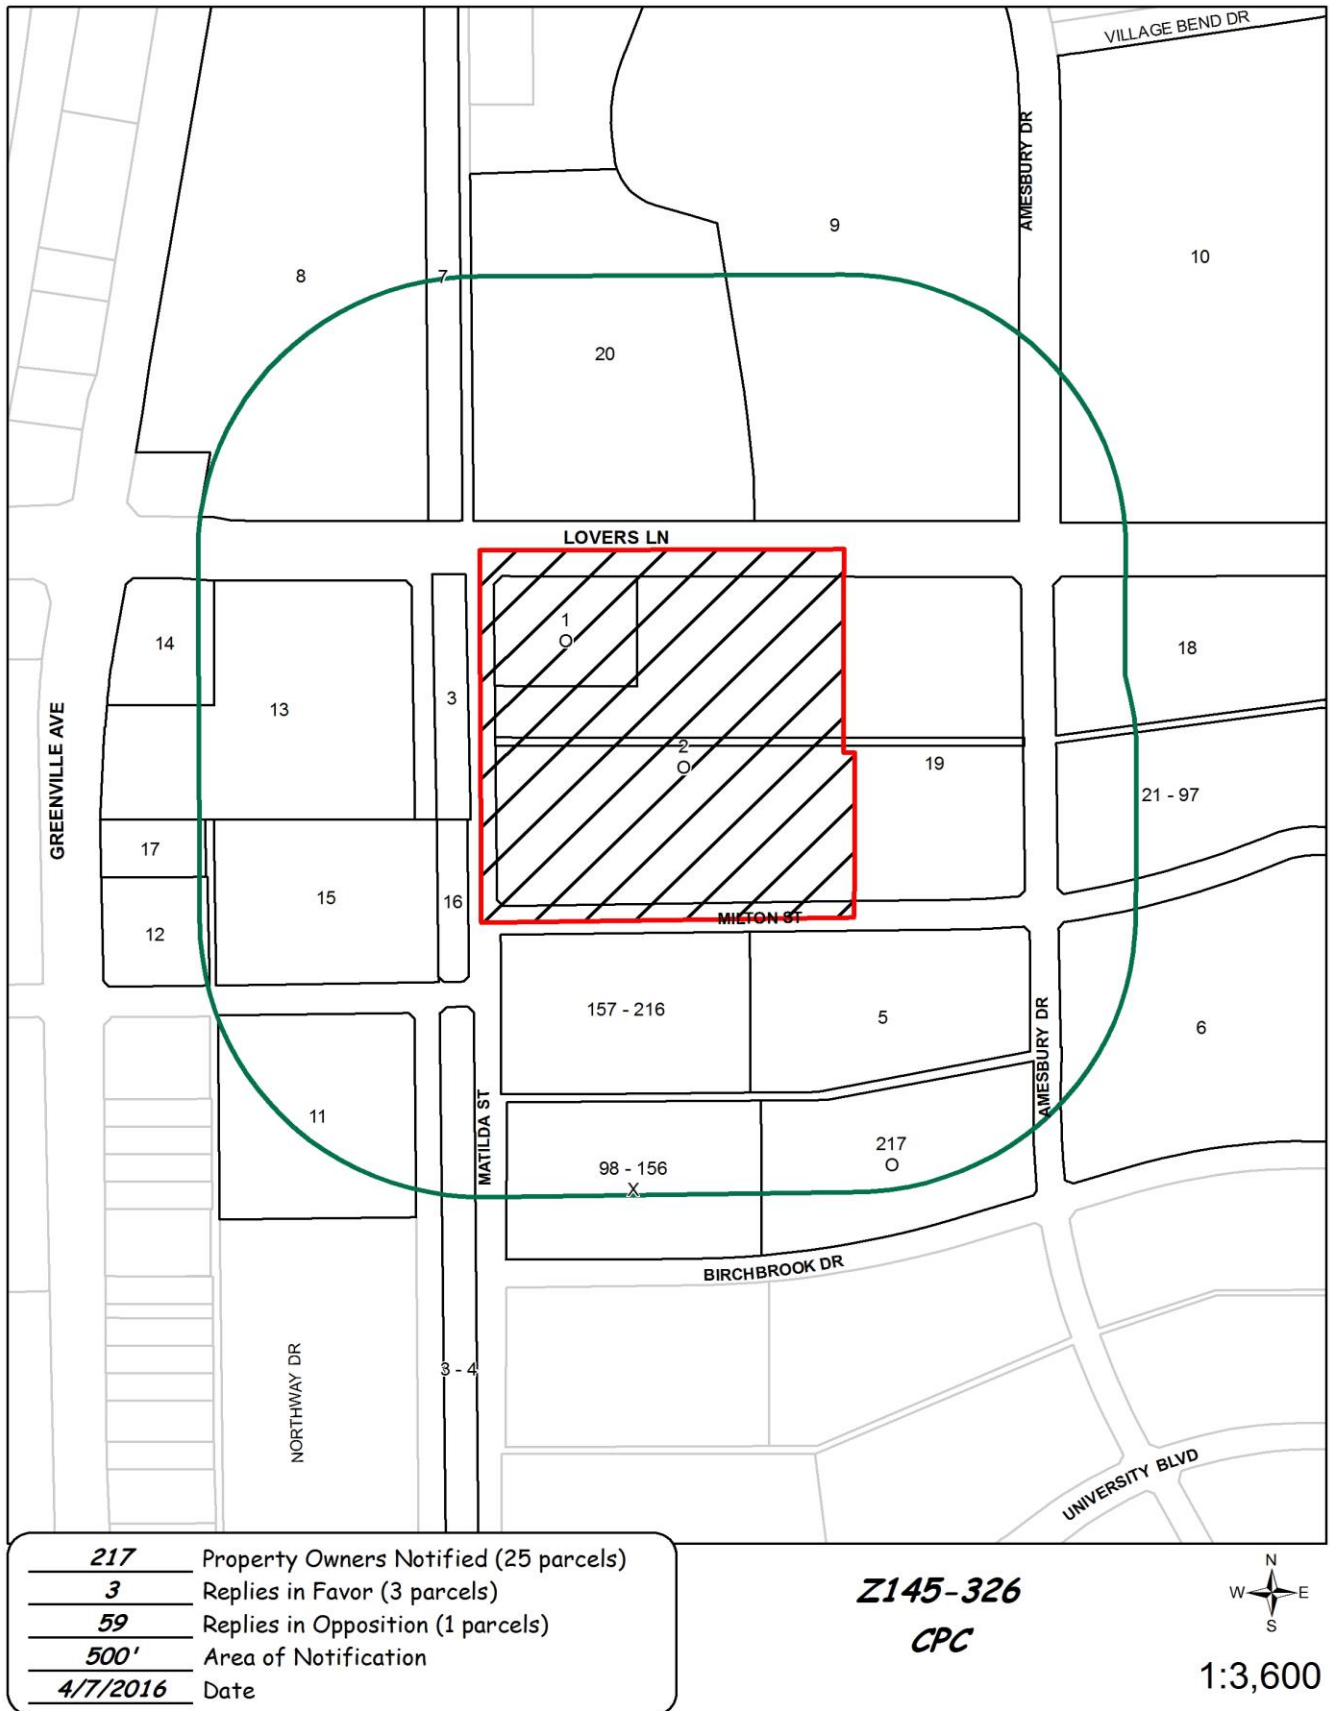 VILLAGE BEND DR
AMESBURY DR
9
10
8
7
20
LOVERS LN
1
O
14
18
3
13
2
O
19
GREENVILLE AVE
21 - 97
17
15
16
MILTON ST
12
157 - 216
5
6
AMESBURY DR
11
MATILDA ST
217
O
98 - 156
X
BIRCHBROOK DR
3 - 4
NORTHWAY DR
UNIVERSITY BLVD
217 Property Owners Notified (25 parcels)
3 Replies in Favor (3 parcels)
59 Replies in Opposition (1 parcels)
500' Area of Notification
4/7/2016 Date
Z145-326
CPC
N
W E
S
1:3,600